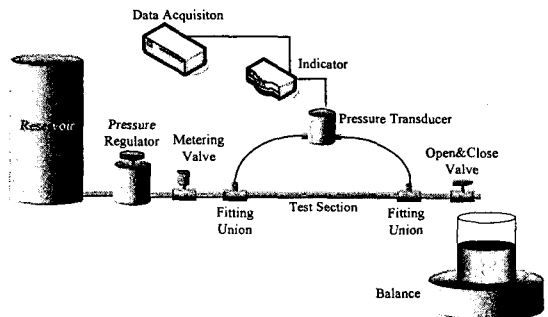 Data Acquisiton
Indicator
Reservoir
Pressure
Regulator
Metering
Valve
Pressure Transducer
Open&Close
Valve
Fitting
Union
Test Section
Fitting
Union
Balance